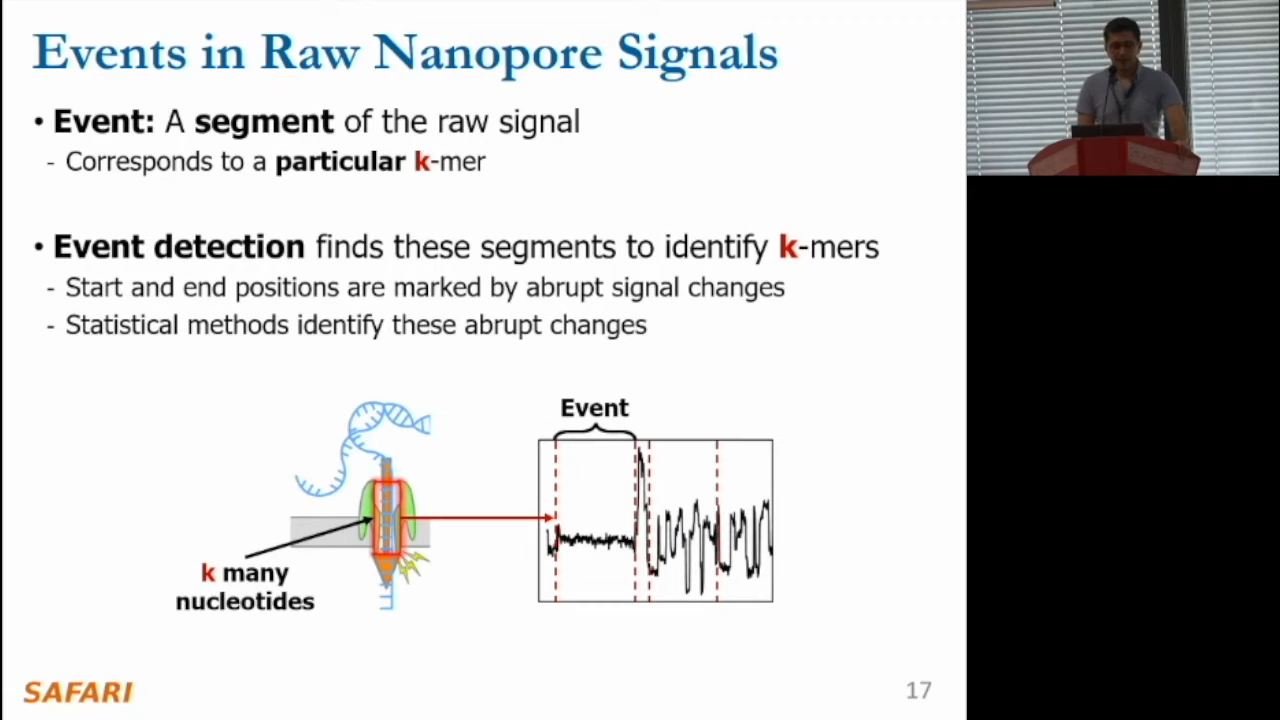 Events in Raw Nanopore Signals
• Event: A segment of the raw signal
- Corresponds to a particular k-mer
• Event detection finds these segments to identify k-mers
- Start and end positions are marked by abrupt signal changes
- Statistical methods identify these abrupt changes
Event
k many
nucleotides
SAFARI
17